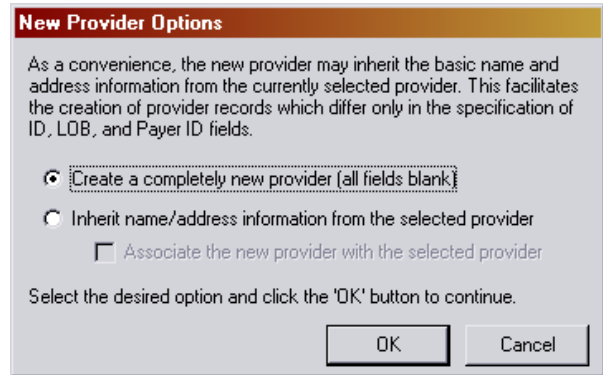 New Provider Options
As a convenience, the new provider may inherit the basic name and
address information from the currently selected provider. This facilitates
the creation of provider records which differ only in the specification of
ID, LOB, and Payer ID fields.
Create a completely new provider (all fields blank)
Inherit name/address information from the selected provider
Associate the new provider with the selected provider
Select the desired option and click the 'OK' button to continue.
OK Cancel